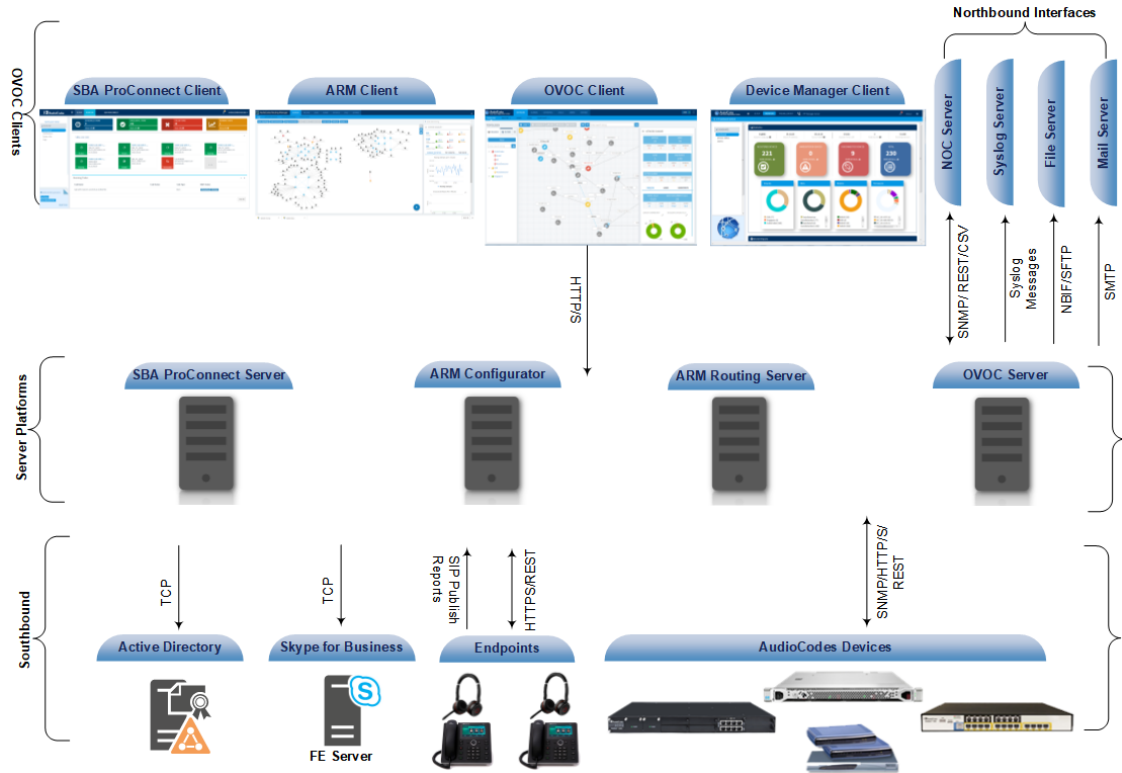 Northbound Interfaces
OVOC Clients
SBA ProConnect Client
ARM Client
OVOC Client
Device Manager Client
NOC Server
Syslog Server
File Server
Mail Server
221
9
230
HTTP/S
SNMP/ REST/CSV
Syslog
Messages
NBIF/SFTP
SMTP
Server Platforms
SBA ProConnect Server
ARM Configurator
ARM Routing Server
OVOC Server
Southbound
TCP
TCP
SIP Publish
Reports
HTTPS/REST
SNMP/HTTP/S/
REST
Active Directory
Skype for Business
Endpoints
AudioCodes Devices
S
FE Server